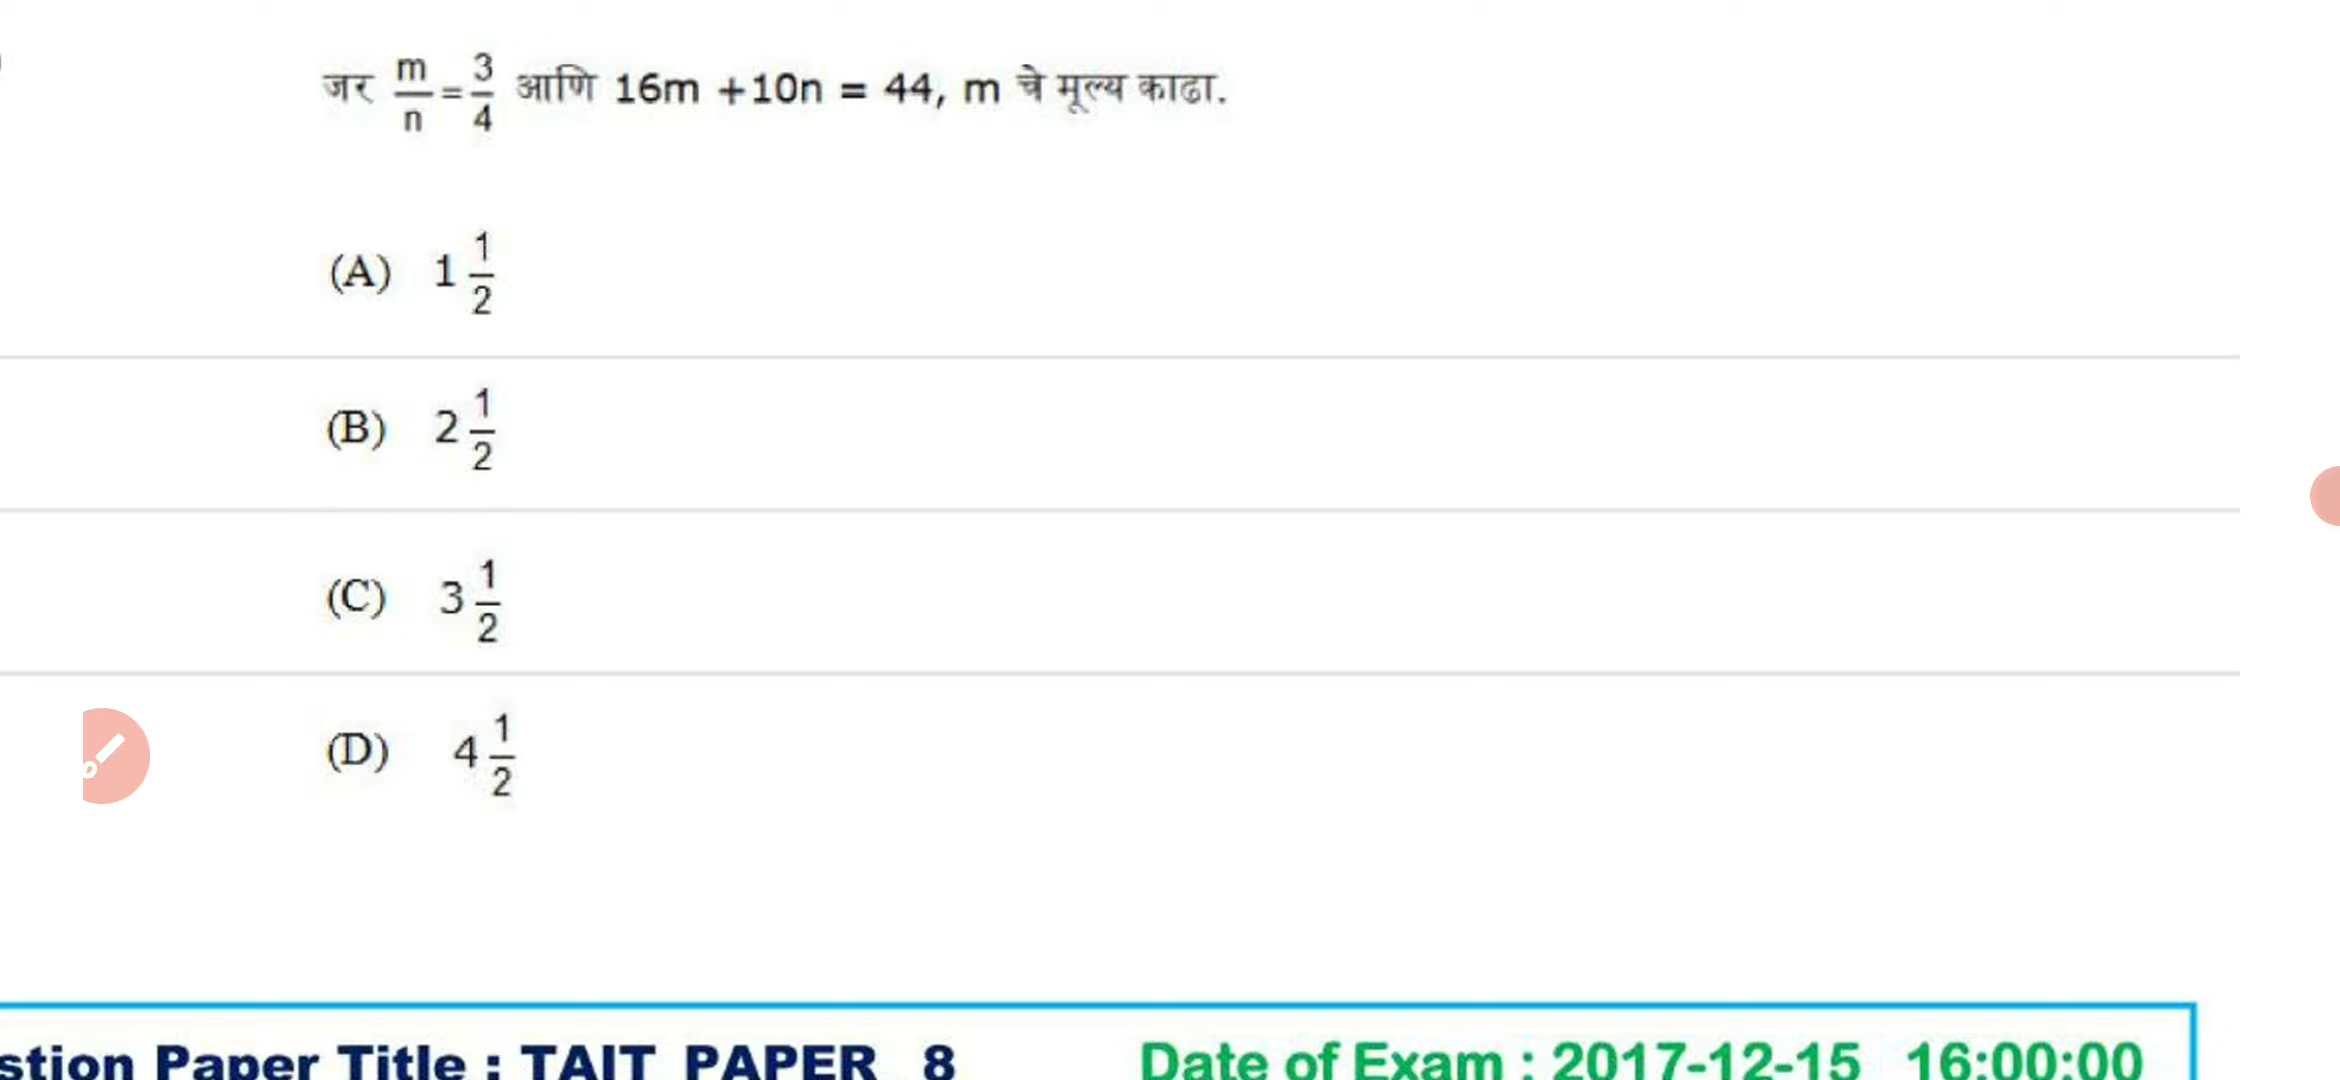 जर m/n = 3/4 आणि 16m +10n = 44, m चे मूल्य काढा.
(A) 1 1/2
(B) 2 1/2
(C) 3 1/2
(D) 4 1/2
stion Paper Title : TAIT PAPER 8 Date of Exam : 2017-12-15 16:00:00